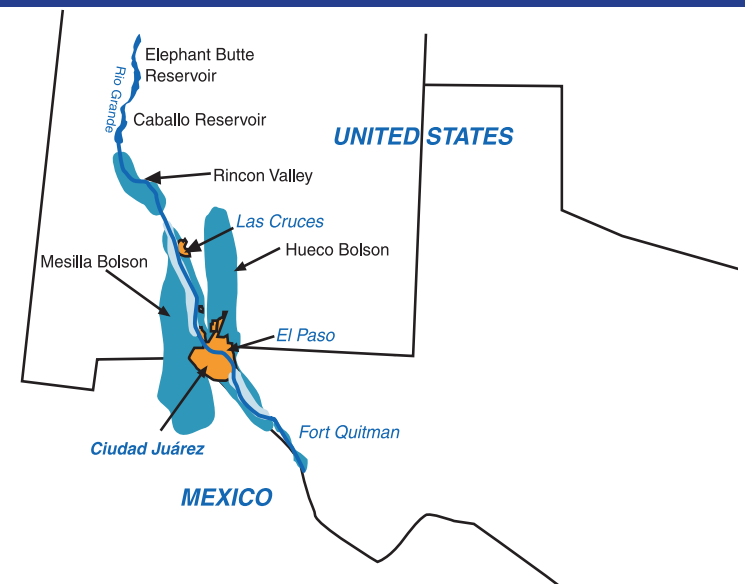 Elephant Butte
Reservoir
Rio Grande
Caballo Reservoir
UNITED STATES
Rincon Valley
Las Cruces
Hueco Bolson
Mesilla Bolson
El Paso
Fort Quitman
Ciudad Juárez
MEXICO